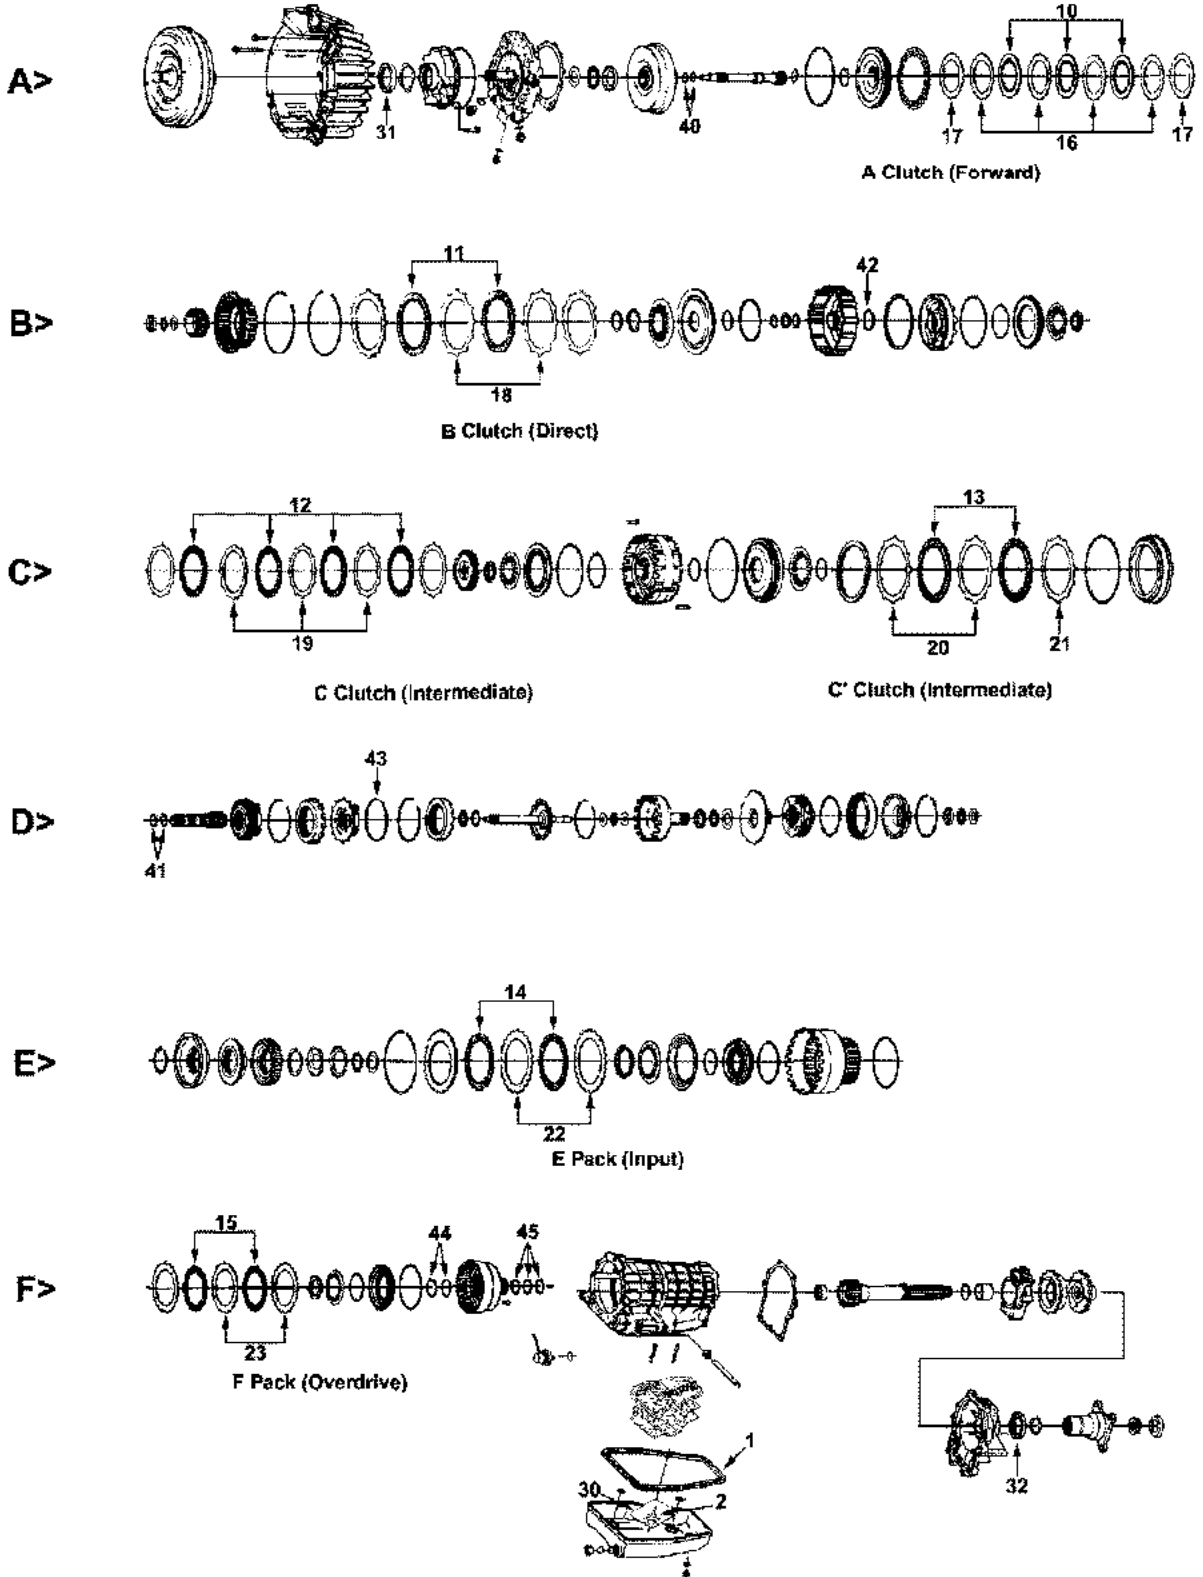 10
A>
31
40
17
16
17
A Clutch (Forward)
11
42
B>
18
B Clutch (Direct)
12
13
C>
19
20
21
C Clutch (Intermediate)
C' Clutch (Intermediate)
43
D>
41
14
E>
22
E Pack (Input)
15
44
45
F>
23
F Pack (Overdrive)
1
30
2
32